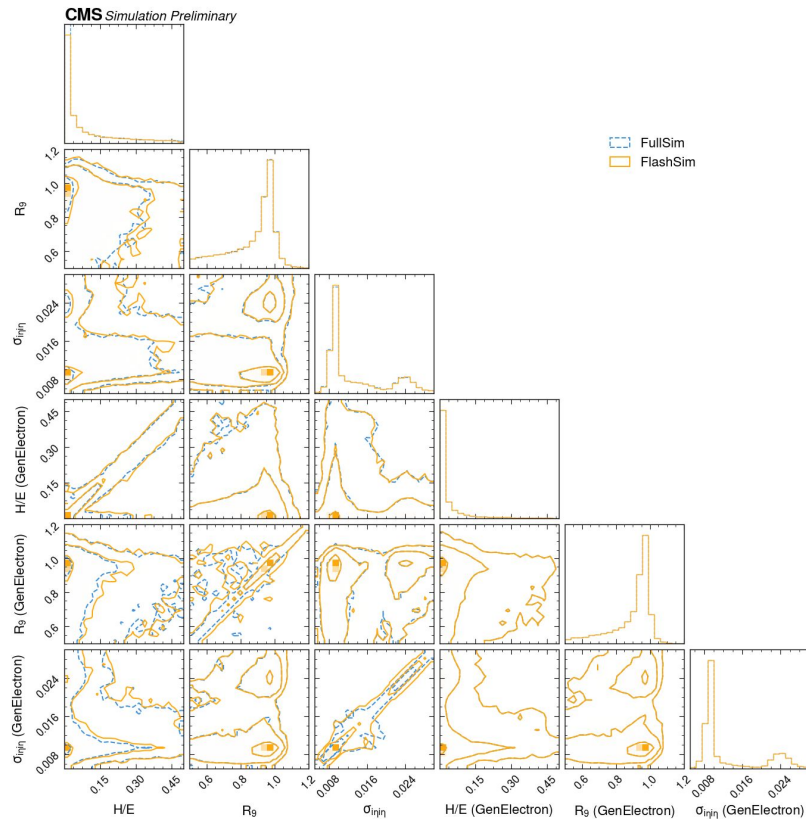 CMS Simulation Preliminary
FullSim
FlashSim
1.2
1.0
0.8
0.6
R₉
0.024
0.016
0.008
σᵢₙᵢₙ
0.45
0.30
0.15
H/E (GenElectron)
1.2
1.0
0.8
0.6
R₉ (GenElectron)
0.024
0.016
0.008
σᵢₙᵢₙ (GenElectron)
0.15 0.30 0.45 0.6 0.8 1.0 1.2 0.008 0.016 0.024 0.15 0.30 0.45 0.6 0.8 1.0 1.2 0.008 0.016 0.024
H/E R₉ σᵢₙᵢₙ H/E (GenElectron) R₉ (GenElectron) σᵢₙᵢₙ (GenElectron)